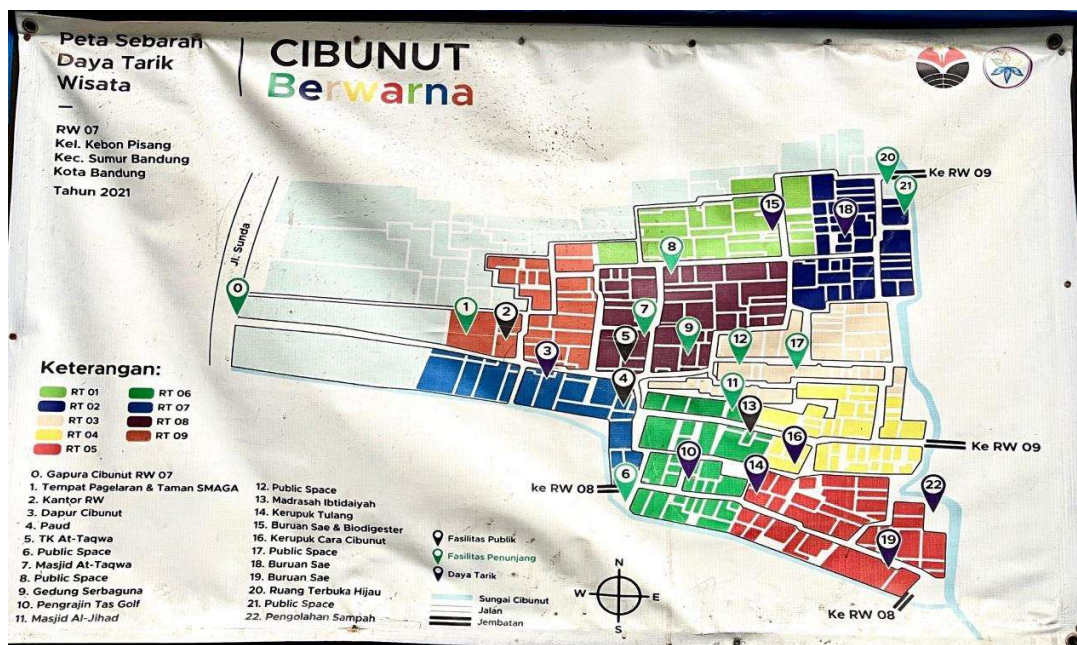 Peta Sebaran
Daya Tarik
Wisata
—
RW 07
Kel. Kebon Pisang
Kec. Sumur Bandung
Kota Bandung
Tahun 2021
CIBUNUT
Berwarna
Jl. Sunda
0
1
2
3
4
5
6
7
8
9
10
11
12
13
14
15
16
17
18
19
20
21
22
Ke RW 09
Ke RW 09
ke RW 08
Ke RW 08
Keterangan:
RT 01
RT 02
RT 03
RT 04
RT 05
RT 06
RT 07
RT 08
RT 09
0. Gapura Cibunut RW 07
1. Tempat Pagelaran & Taman SMAGA
2. Kantor RW
3. Dapur Cibunut
4. Paud
5. TK At-Taqwa
6. Public Space
7. Masjid At-Taqwa
8. Public Space
9. Gedung Serbaguna
10. Pengrajin Tas Golf
11. Masjid Al-Jihad
12. Public Space
13. Madrasah Ibtidaiyah
14. Kerupuk Tulang
15. Buruan Sae & Biodigester
16. Kerupuk Cara Cibunut
17. Public Space
18. Buruan Sae
19. Buruan Sae
20. Ruang Terbuka Hijau
21. Public Space
22. Pengolahan Sampah
Fasilitas Publik
Fasilitas Penunjang
Daya Tarik
Sungai Cibunut
Jalan
Jembatan
N
W
E
S